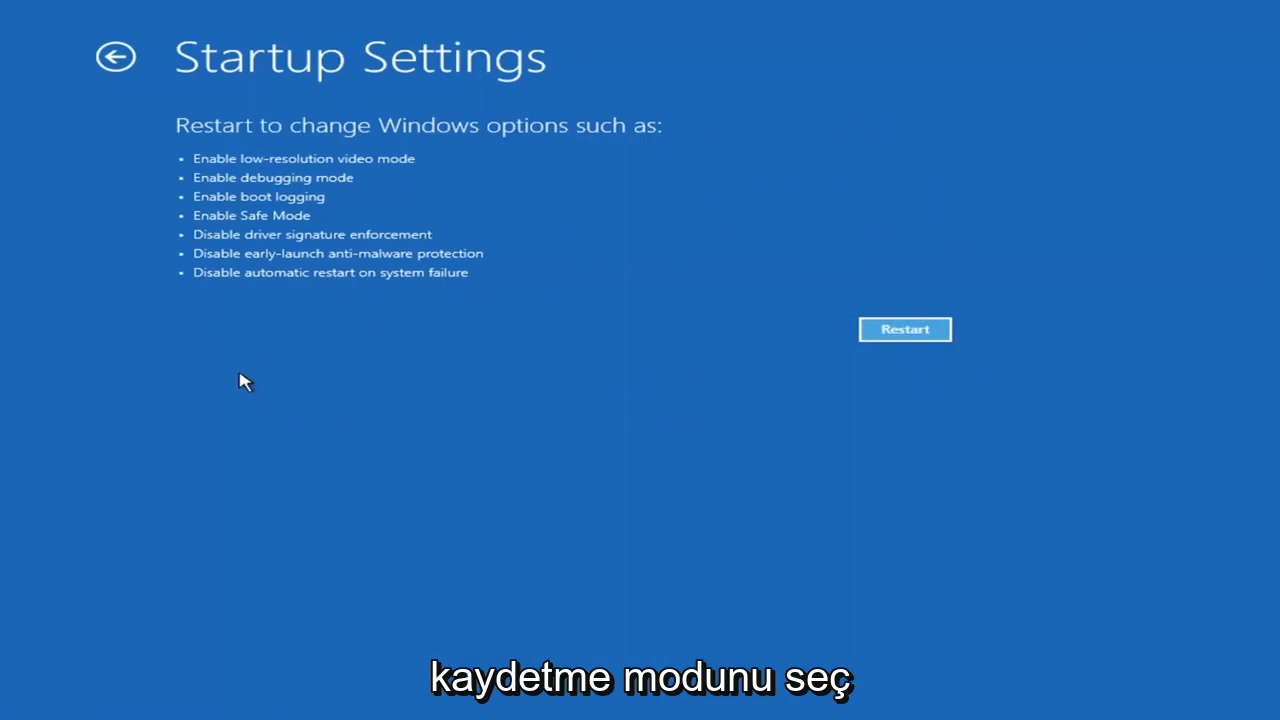 Startup Settings
Restart to change Windows options such as:
• Enable low-resolution video mode
• Enable debugging mode
• Enable boot logging
• Enable Safe Mode
• Disable driver signature enforcement
• Disable early-launch anti-malware protection
• Disable automatic restart on system failure
Restart
kaydetme modunu seç